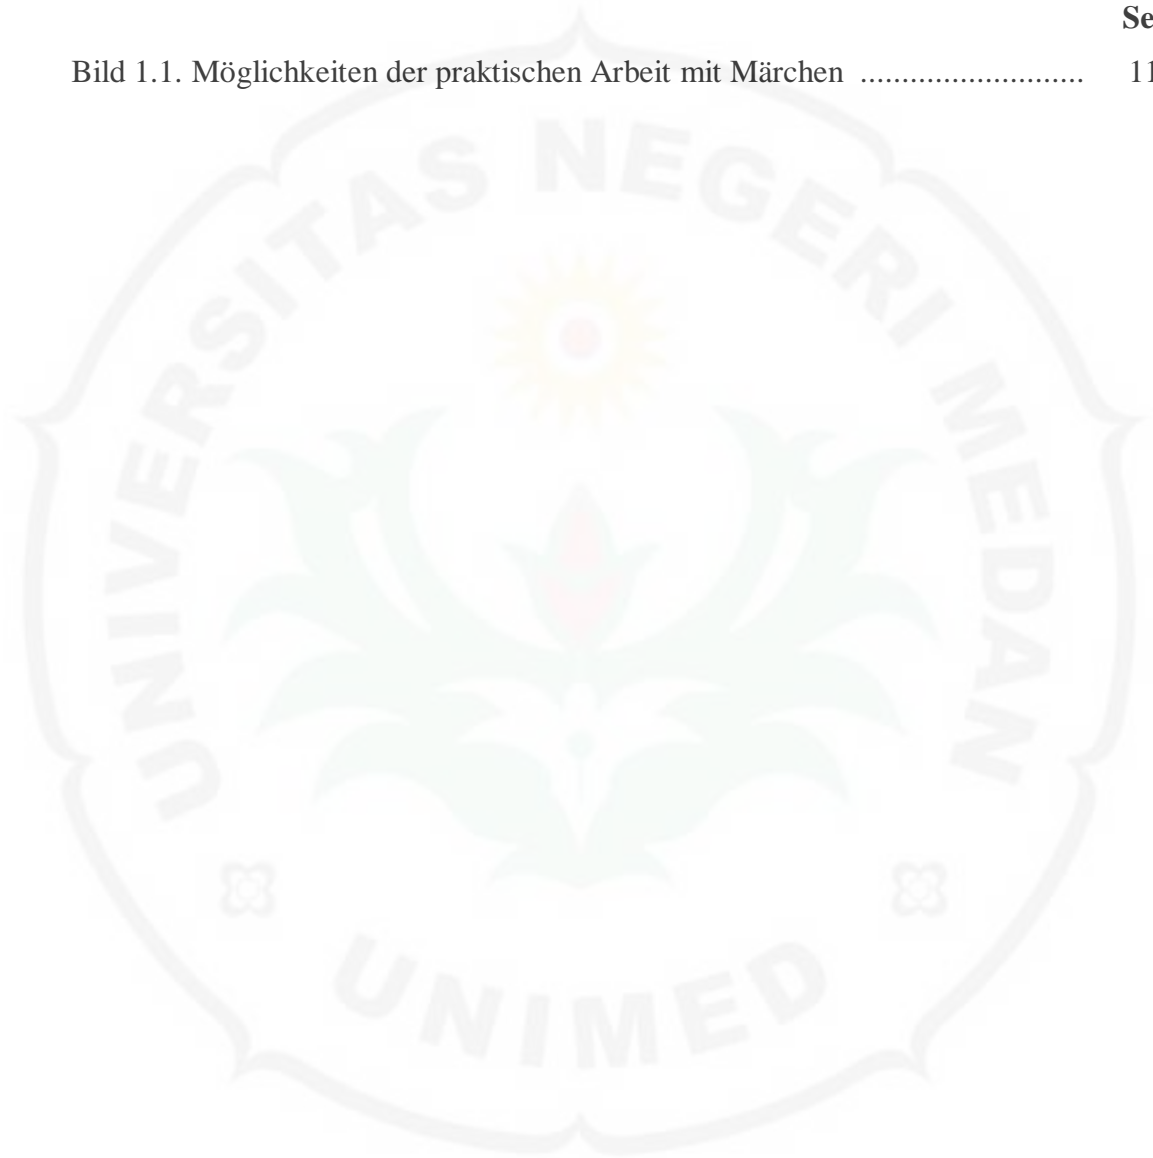 Se
Bild 1.1. Möglichkeiten der praktischen Arbeit mit Märchen ........................... 11
UNIVERSITAS NEGERI MEDAN
UNIMED